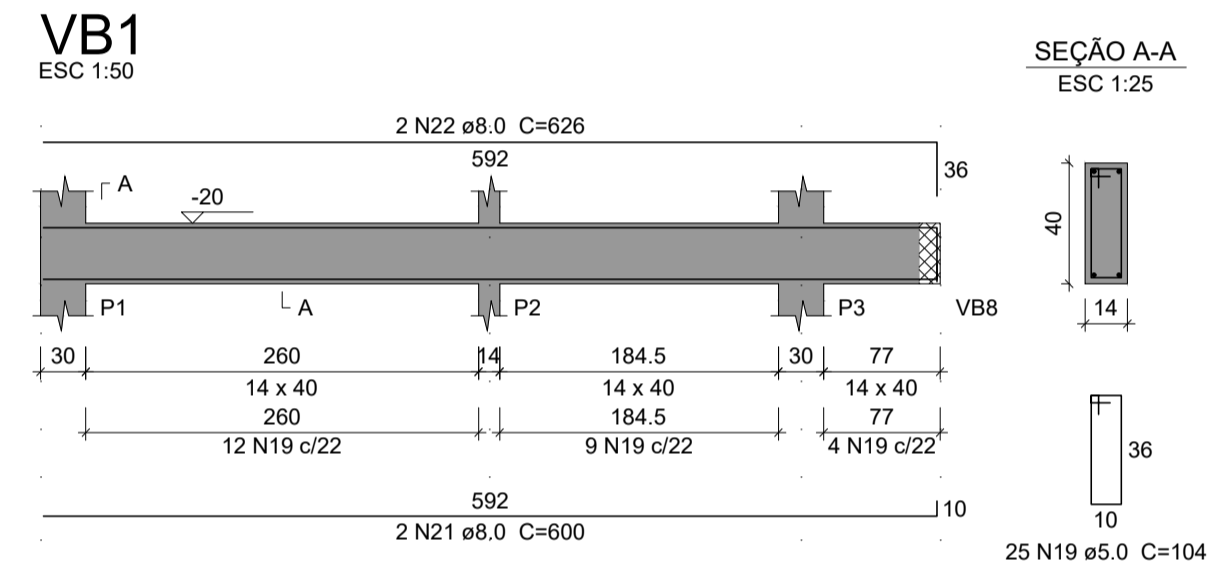 VB1
ESC 1:50
SEÇÃO A-A
ESC 1:25
2 N22 ø8.0 C=626
592
36
A
-20
40
A
P1
P2
P3
VB8
14
30
260
14
184.5
30
77
14 x 40
14 x 40
14 x 40
260
184.5
77
12 N19 c/22
9 N19 c/22
4 N19 c/22
36
592
10
2 N21 ø8.0 C=600
10
25 N19 ø5.0 C=104